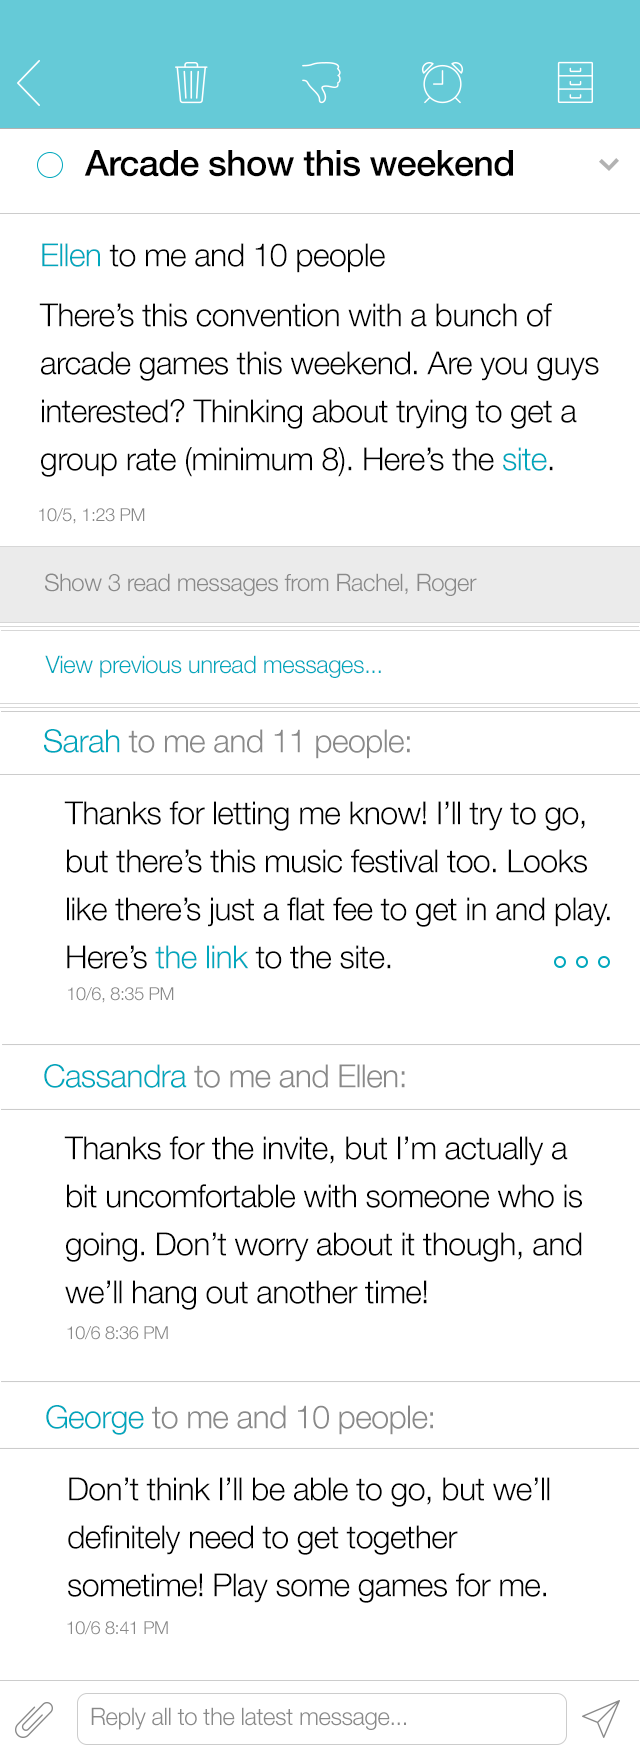 Arcade show this weekend
Ellen to me and 10 people
There’s this convention with a bunch of
arcade games this weekend. Are you guys
interested? Thinking about trying to get a
group rate (minimum 8). Here’s the site.
10/5, 1:23 PM
Show 3 read messages from Rachel, Roger
View previous unread messages...
Sarah to me and 11 people:
Thanks for letting me know! I’ll try to go,
but there’s this music festival too. Looks
like there’s just a flat fee to get in and play.
Here’s the link to the site.
10/6, 8:35 PM
Cassandra to me and Ellen:
Thanks for the invite, but I’m actually a
bit uncomfortable with someone who is
going. Don’t worry about it though, and
we’ll hang out another time!
10/6 8:36 PM
George to me and 10 people:
Don’t think I’ll be able to go, but we’ll
definitely need to get together
sometime! Play some games for me.
10/6 8:41 PM
Reply all to the latest message...